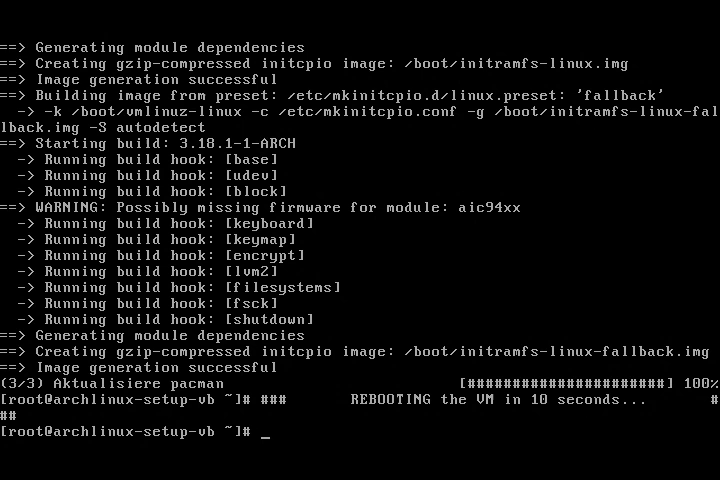 ==> Generating module dependencies
==> Creating gzip-compressed initcpio image: /boot/initramfs-linux.img
==> Image generation successful
==> Building image from preset: /etc/mkinitcpio.d/linux.preset: 'fallback'
  -> -k /boot/vmlinuz-linux -c /etc/mkinitcpio.conf -g /boot/initramfs-linux-fal
lback.img -S autodetect
==> Starting build: 3.18.1-1-ARCH
  -> Running build hook: [base]
  -> Running build hook: [udev]
  -> Running build hook: [block]
==> WARNING: Possibly missing firmware for module: aic94xx
  -> Running build hook: [keyboard]
  -> Running build hook: [keymap]
  -> Running build hook: [encrypt]
  -> Running build hook: [lvm2]
  -> Running build hook: [filesystems]
  -> Running build hook: [fsck]
  -> Running build hook: [shutdown]
==> Generating module dependencies
==> Creating gzip-compressed initcpio image: /boot/initramfs-linux-fallback.img
==> Image generation successful
(3/3) Aktualisiere pacman                          [######################] 100%
[root@archlinux-setup-vb ~]# ###       REBOOTING the VM in 10 seconds...       #
##
[root@archlinux-setup-vb ~]# _